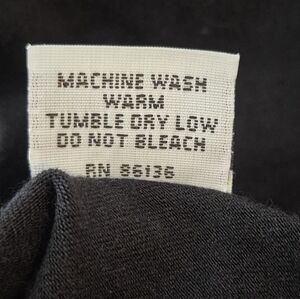 MACHINE WASH
WARM
TUMBLE DRY LOW
DO NOT BLEACH
RN 86136